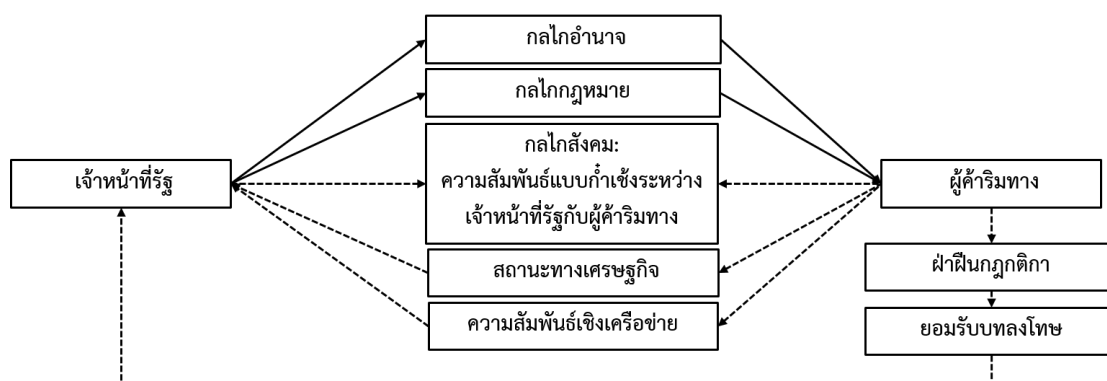 กลไกอำนาจ
กลไกกฎหมาย
กลไกสังคม:
ความสัมพันธ์แบบก๋ำเช้งระหว่าง
เจ้าหน้าที่รัฐกับผู้ค้าริมทาง
เจ้าหน้าที่รัฐ
ผู้ค้าริมทาง
สถานะทางเศรษฐกิจ
ฝ่าฝืนกฎกติกา
ความสัมพันธ์เชิงเครือข่าย
ยอมรับบทลงโทษ